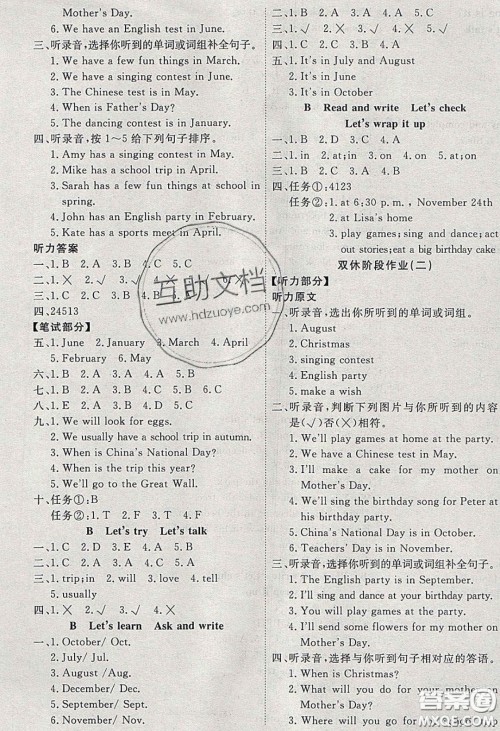 Mother's Day.
6. We have an English test in June.
三、听录音,选择你听到的单词或词组补全句子。
1. We have a few fun things in March.
2. We have a singing contest in June.
3. The Chinese test is in May.
4. When is Father's Day?
5. The dancing contest is in January.
四、听录音,按 1～5 给下列句子排序。
1. Amy has a singing contest in May.
2. Mike has a school trip in April.
3. Sarah has a few fun things at school in
spring.
4. John has an English party in February.
5. Kate has a sports meet in April.
听力答案
一、1. B 2. A 3. B 4. A 5. B
二、1. × 2. √
三、1. B 2. A 3. C
四、24513
【笔试部分】
五、1. June 2. January 3. March 4. April
5. February 6. May
六、1. C 2. B 3. A 4. A 5. B
七、1. B 2. A 3. B 4. B 5. B
八、1. E 2. C 3. A 4. B 5. D
九、1. We will look for eggs.
2. We usually have a school trip in autumn.
3. When is China's National Day?
4. When is the trip this year?
5. We'll go to the Great Wall.
十、任务①:B
任务②:1. F 2. T 3. T 4. F
B Let's try Let's talk
一、1. C 2. D 3. E 4. A 5. B
二、1. C 2. A 3. B 4. A 5. C
三、1. trip; in 2. will 3. in 4. test
5. usually
四、1. × 2. √ 3. √ 4. ×
B Let's learn Ask and write
一、1. October/ Oct.
2. July/ Jul.
3. August /Aug.
4. December/ Dec.
5. September/ Sept.
6. November/ Nov.
二、1. B 2. A 3. C 4. B 5. C
四、1. √ 2. × 3. √ 4. √ 5. ×
五、1. It's in July and August
2. It's in June
3. It's in October
B Read and write Let's check
Let's wrap it up
一、1. B 2. D 3. C 4. A
二、1. in 2. at; in 3. on 4. in 5. at; on
四、任务①:4123
任务②:1. at 6:30 p. m. , November 24th
2. at Lisa's home
3. play games; sing and dance; act
out stories; eat a big birthday cake
双休阶段作业(二)
【听力部分】
听力原文
一、听录音,选出你所听到的单词或词组。
1. August
2. Christmas
3. singing contest
4. English party
5. make a wish
二、听录音,判断下列图片与你所听到的内容
是(√)否(×)相符。
1. We'll play games at home at the party.
2. We have a Chinese test in May.
3. I'll make a cake for my mother on
Mother's Day.
4. We'll sing the birthday song for Peter at
his birthday party.
5. China's National Day is in October.
6. Teachers' Day is in November.
三、听录音,选择你听到的单词或词组补全句子。
1. The English party is in September.
2. I'll sing and dance at your birthday party.
3. I'll send some flowers for my mother on
Mother's Day.
四、听录音,选择与你听到句子相对应的答语。
1. When is Christmas?
2. What will you do for your mother on
Mother's Day?
互助文档
www.hdzuoye.com
答案圈
MXQE.COM